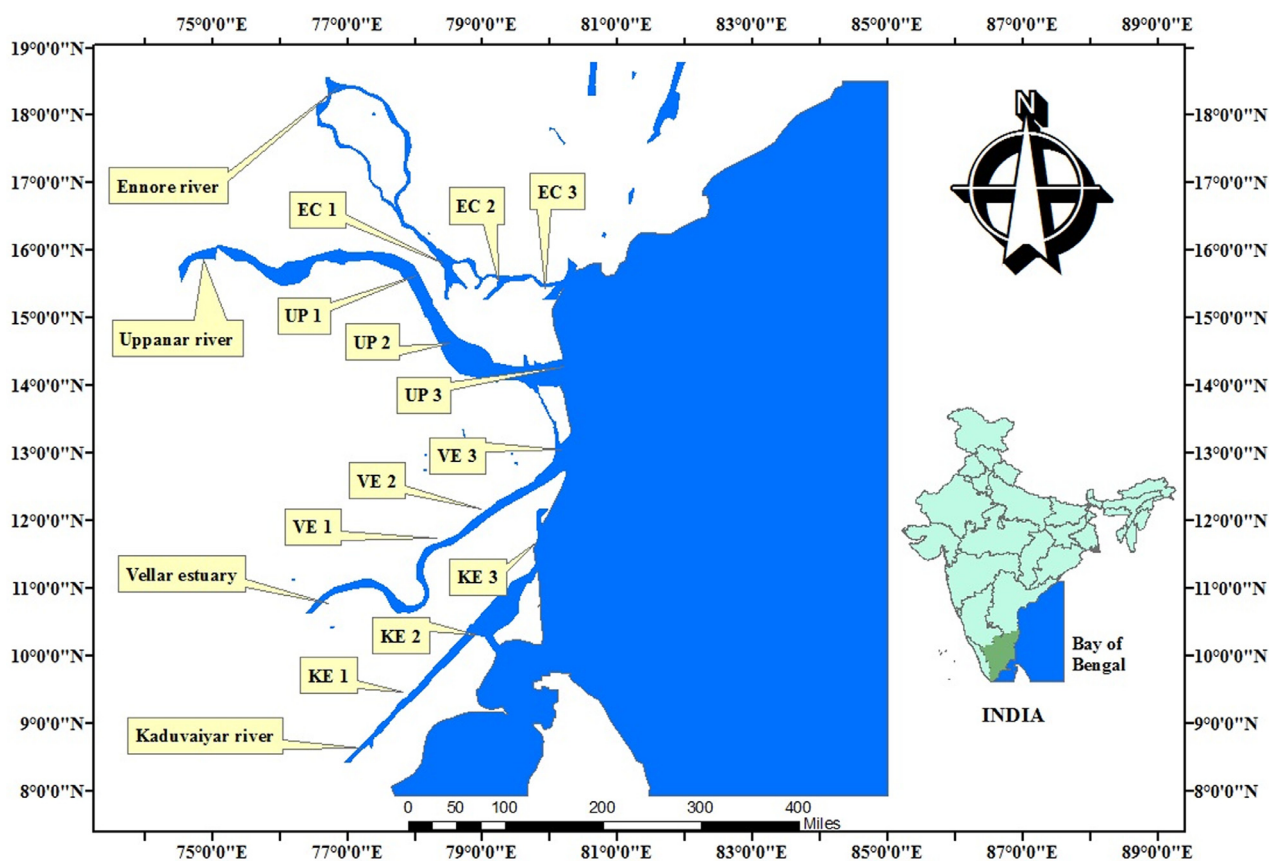 75°0'0"E 77°0'0"E 79°0'0"E 81°0'0"E 83°0'0"E 85°0'0"E 87°0'0"E 89°0'0"E
19°0'0"N
18°0'0"N 18°0'0"N
17°0'0"N 17°0'0"N
16°0'0"N 16°0'0"N
15°0'0"N 15°0'0"N
14°0'0"N 14°0'0"N
13°0'0"N 13°0'0"N
12°0'0"N 12°0'0"N
11°0'0"N 11°0'0"N
10°0'0"N 10°0'0"N
9°0'0"N 9°0'0"N
8°0'0"N 8°0'0"N
N
Ennore river
EC 1
EC 2
EC 3
Uppanar river
UP 1
UP 2
UP 3
VE 3
VE 2
VE 1
Vellar estuary
KE 3
KE 2
KE 1
Kaduvaiyar river
Bay of
Bengal
INDIA
0 50 100 200 300 400
Miles
75°0'0"E 77°0'0"E 79°0'0"E 81°0'0"E 83°0'0"E 85°0'0"E 87°0'0"E 89°0'0"E